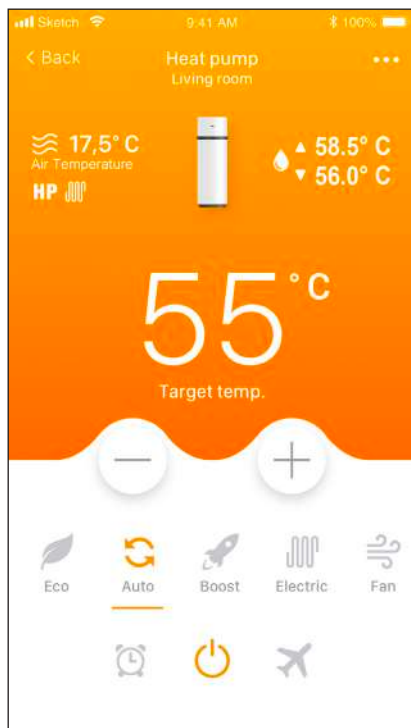 Sketch 9:41 AM 100%
< Back Heat pump
Living room
17,5° C
Air Temperature
HP
▲ 58.5° C
▼ 56.0° C
55 °C
Target temp.
Eco Auto Boost Electric Fan